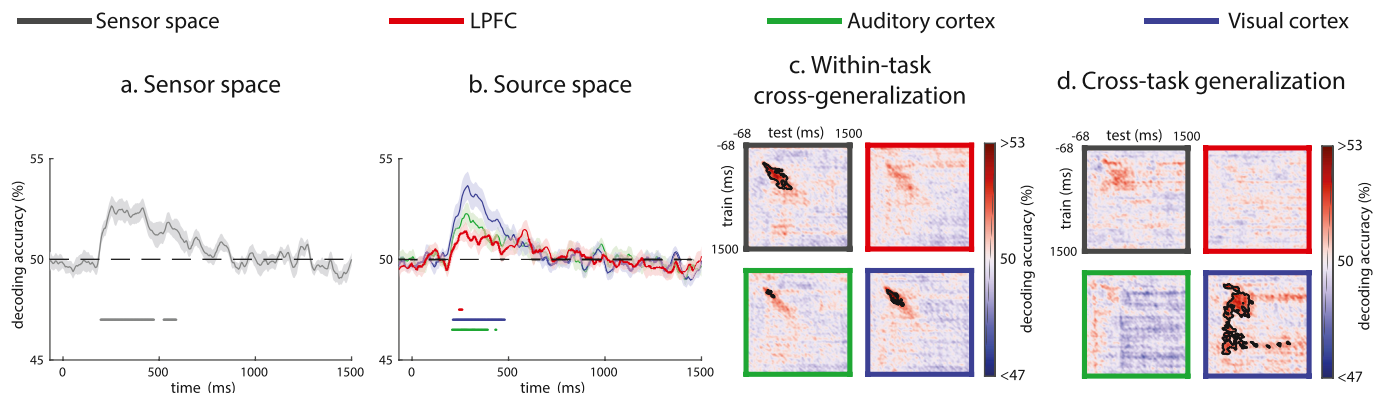 Sensor space
LPFC
Auditory cortex
Visual cortex
a. Sensor space
b. Source space
c. Within-task
cross-generalization
d. Cross-task generalization
55
50
45
decoding accuracy (%)
0
500
1000
1500
time (ms)
55
50
45
0
500
1000
1500
time (ms)
-68
test (ms)
1500
-68
train (ms)
1500
>53
50
<47
decoding accuracy (%)
-68
test (ms)
1500
-68
train (ms)
1500
>53
50
<47
decoding accuracy (%)